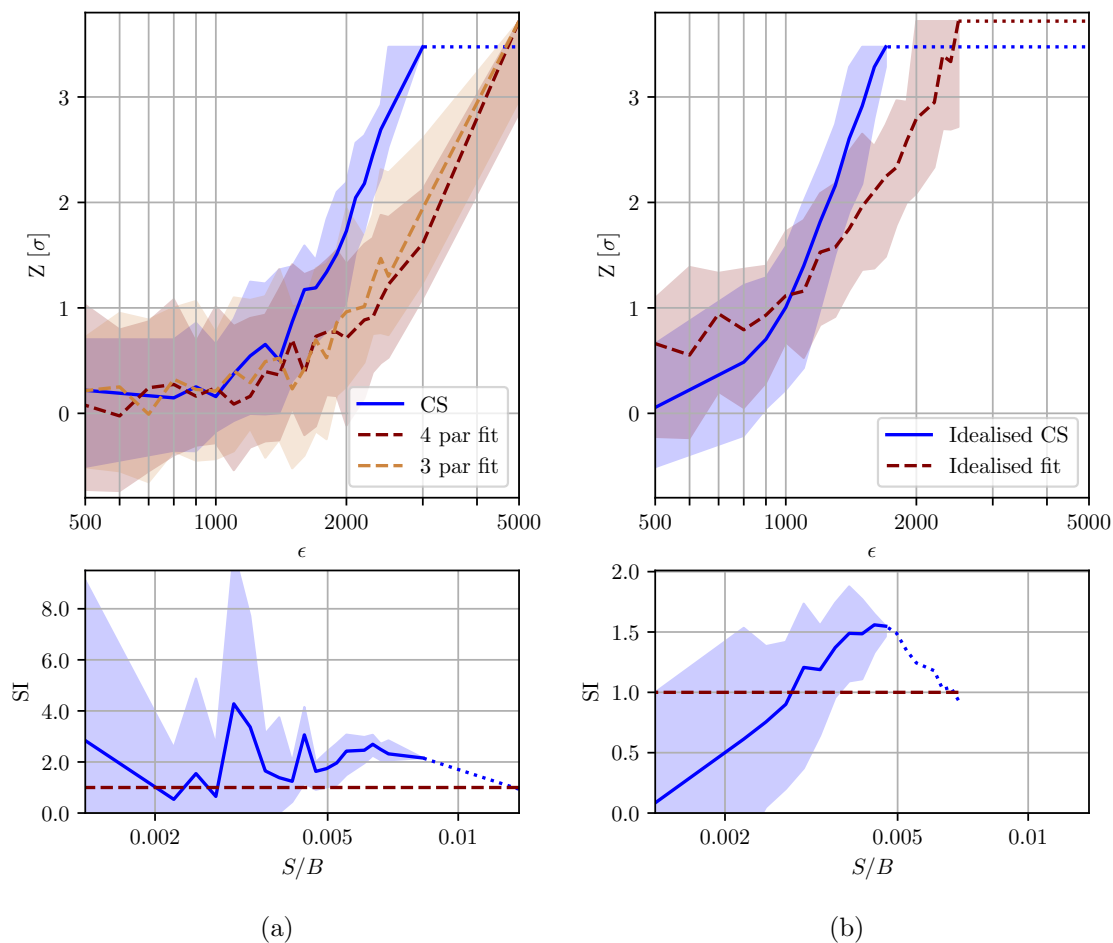 3
2
1
0
Z [σ]
CS
4 par fit
3 par fit
500
1000
2000
5000
ϵ
3
2
1
0
Z [σ]
Idealised CS
Idealised fit
500
1000
2000
5000
ϵ
8.0
6.0
4.0
2.0
0.0
SI
0.002
0.005
0.01
S/B
(a)
2.0
1.5
1.0
0.5
0.0
SI
0.002
0.005
0.01
S/B
(b)